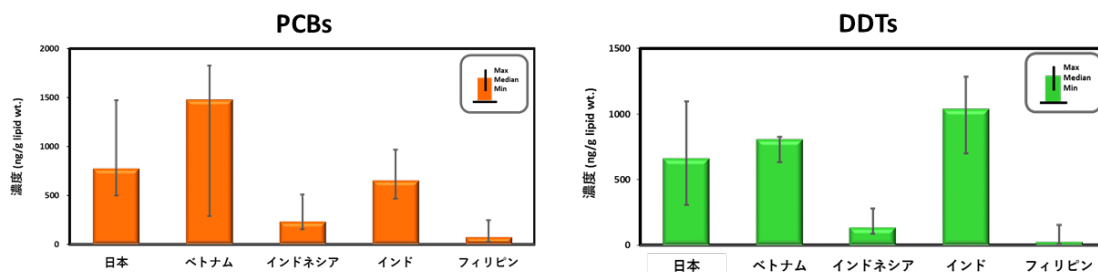 PCBs
濃度 (ng/g lipid wt.)
2000
1500
1000
500
0
Max
Median
Min
日本
ベトナム
インドネシア
インド
フィリピン
DDTs
濃度 (ng/g lipid wt.)
1500
1000
500
0
Max
Median
Min
日本
ベトナム
インドネシア
インド
フィリピン